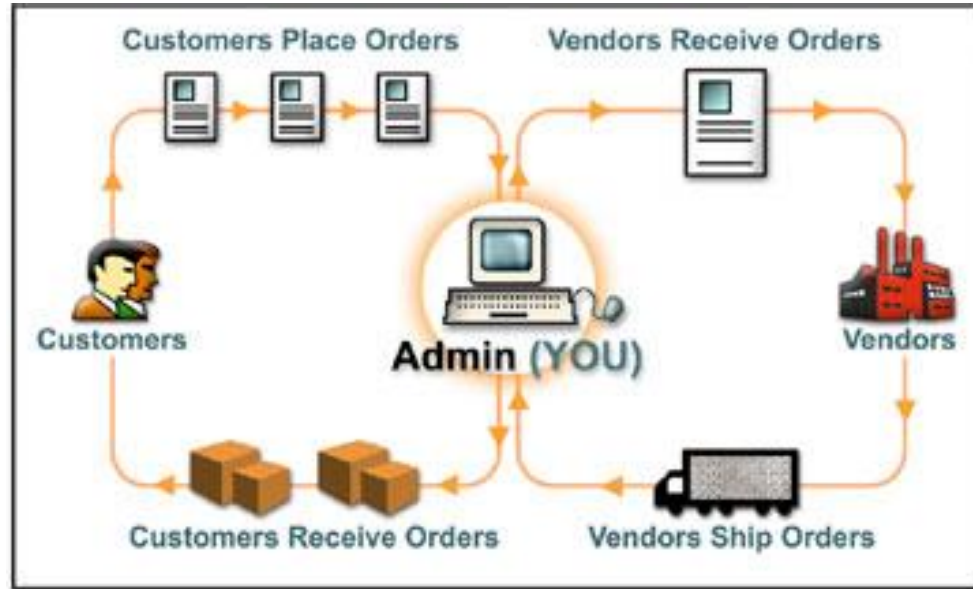 Customers Place Orders
Vendors Receive Orders
Customers
Admin (YOU)
Vendors
Customers Receive Orders
Vendors Ship Orders